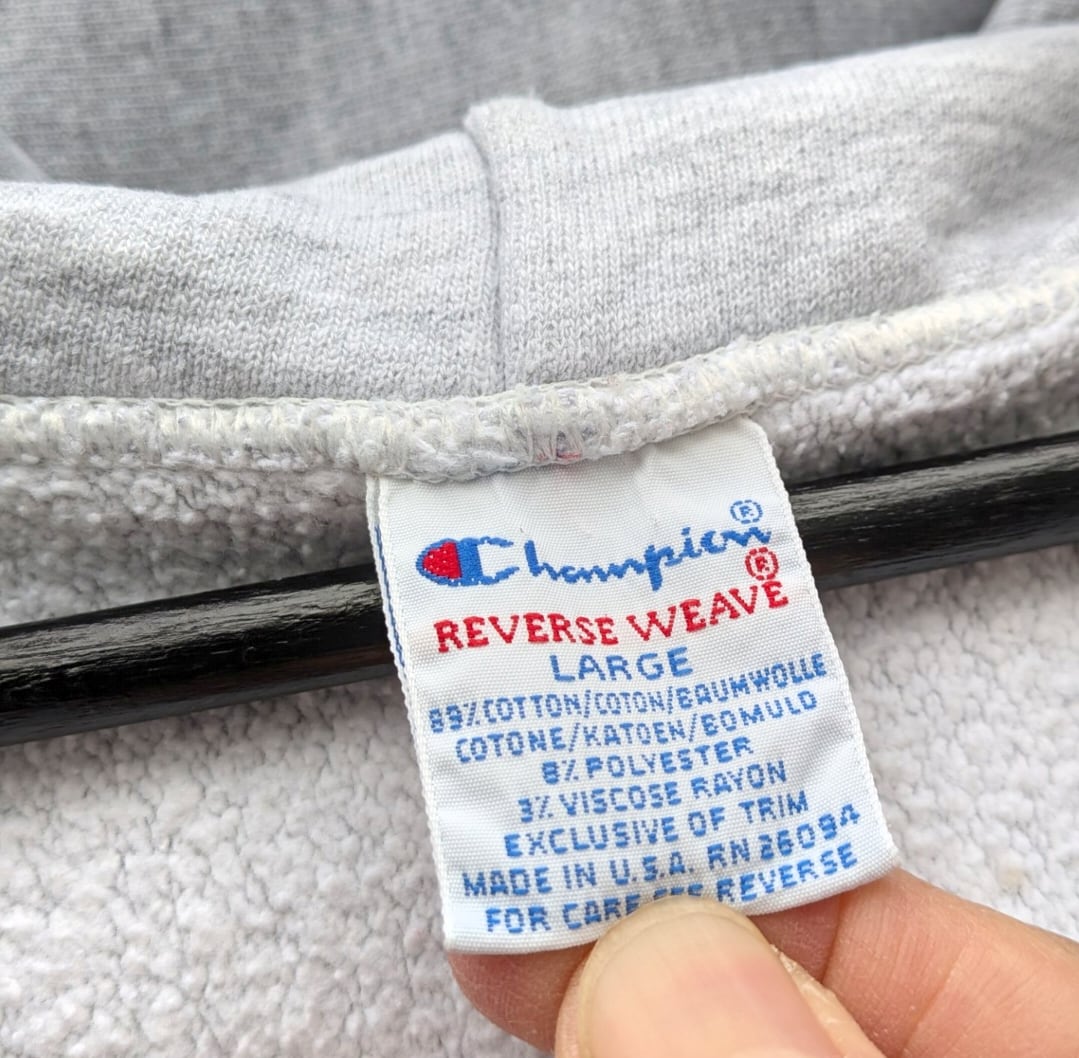 Champion®
REVERSE WEAVE®
LARGE
89% COTTON/COTON/BAUMWOLLE
COTONE/KATOEN/BOMULD
8% POLYESTER
3% VISCOSE RAYON
EXCLUSIVE OF TRIM
MADE IN U.S.A. RN 26094
FOR CARE SEE REVERSE